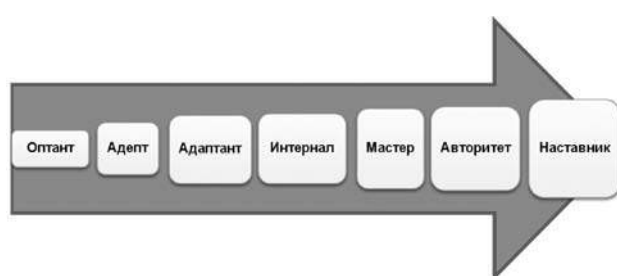 Оптант
Адепт
Адаптант
Интернал
Мастер
Авторитет
Наставник